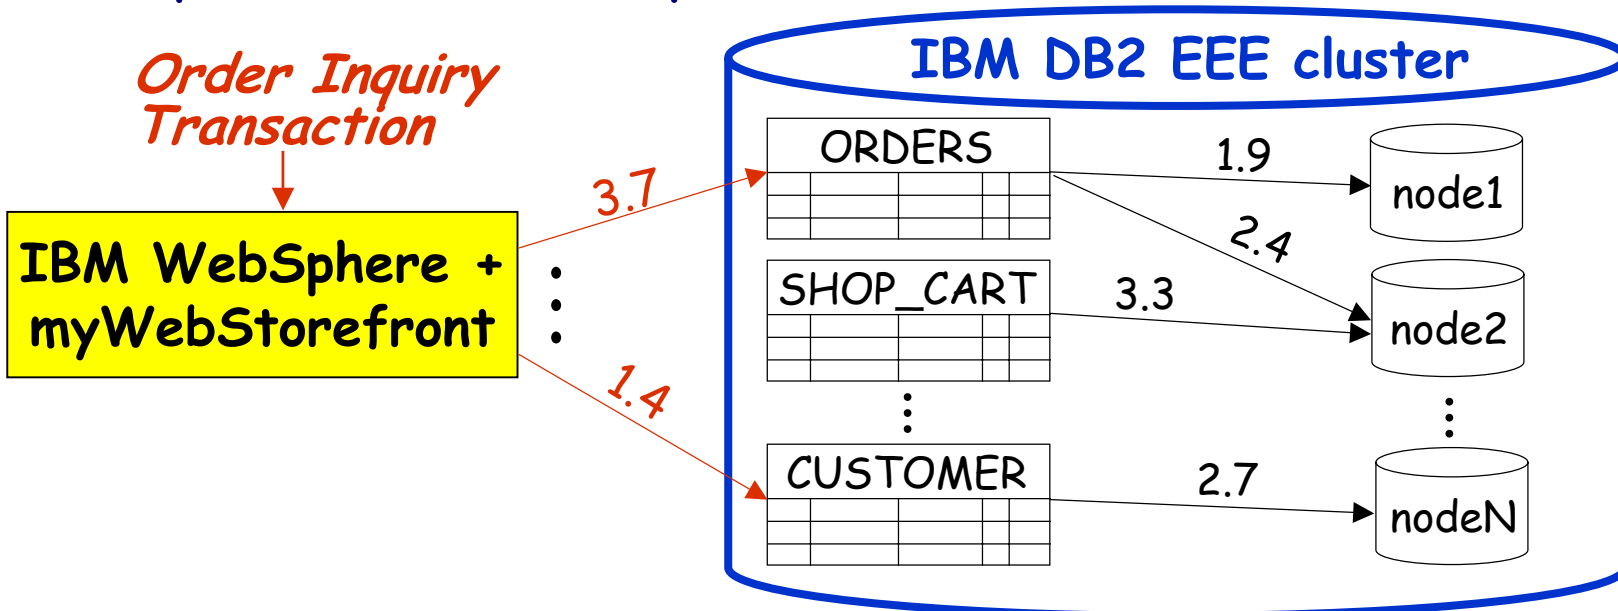 IBM DB2 EEE cluster
Order Inquiry
Transaction
IBM WebSphere +
myWebStorefront
3.7
1.4
ORDERS
SHOP_CART
CUSTOMER
1.9
2.4
3.3
2.7
node1
node2
nodeN